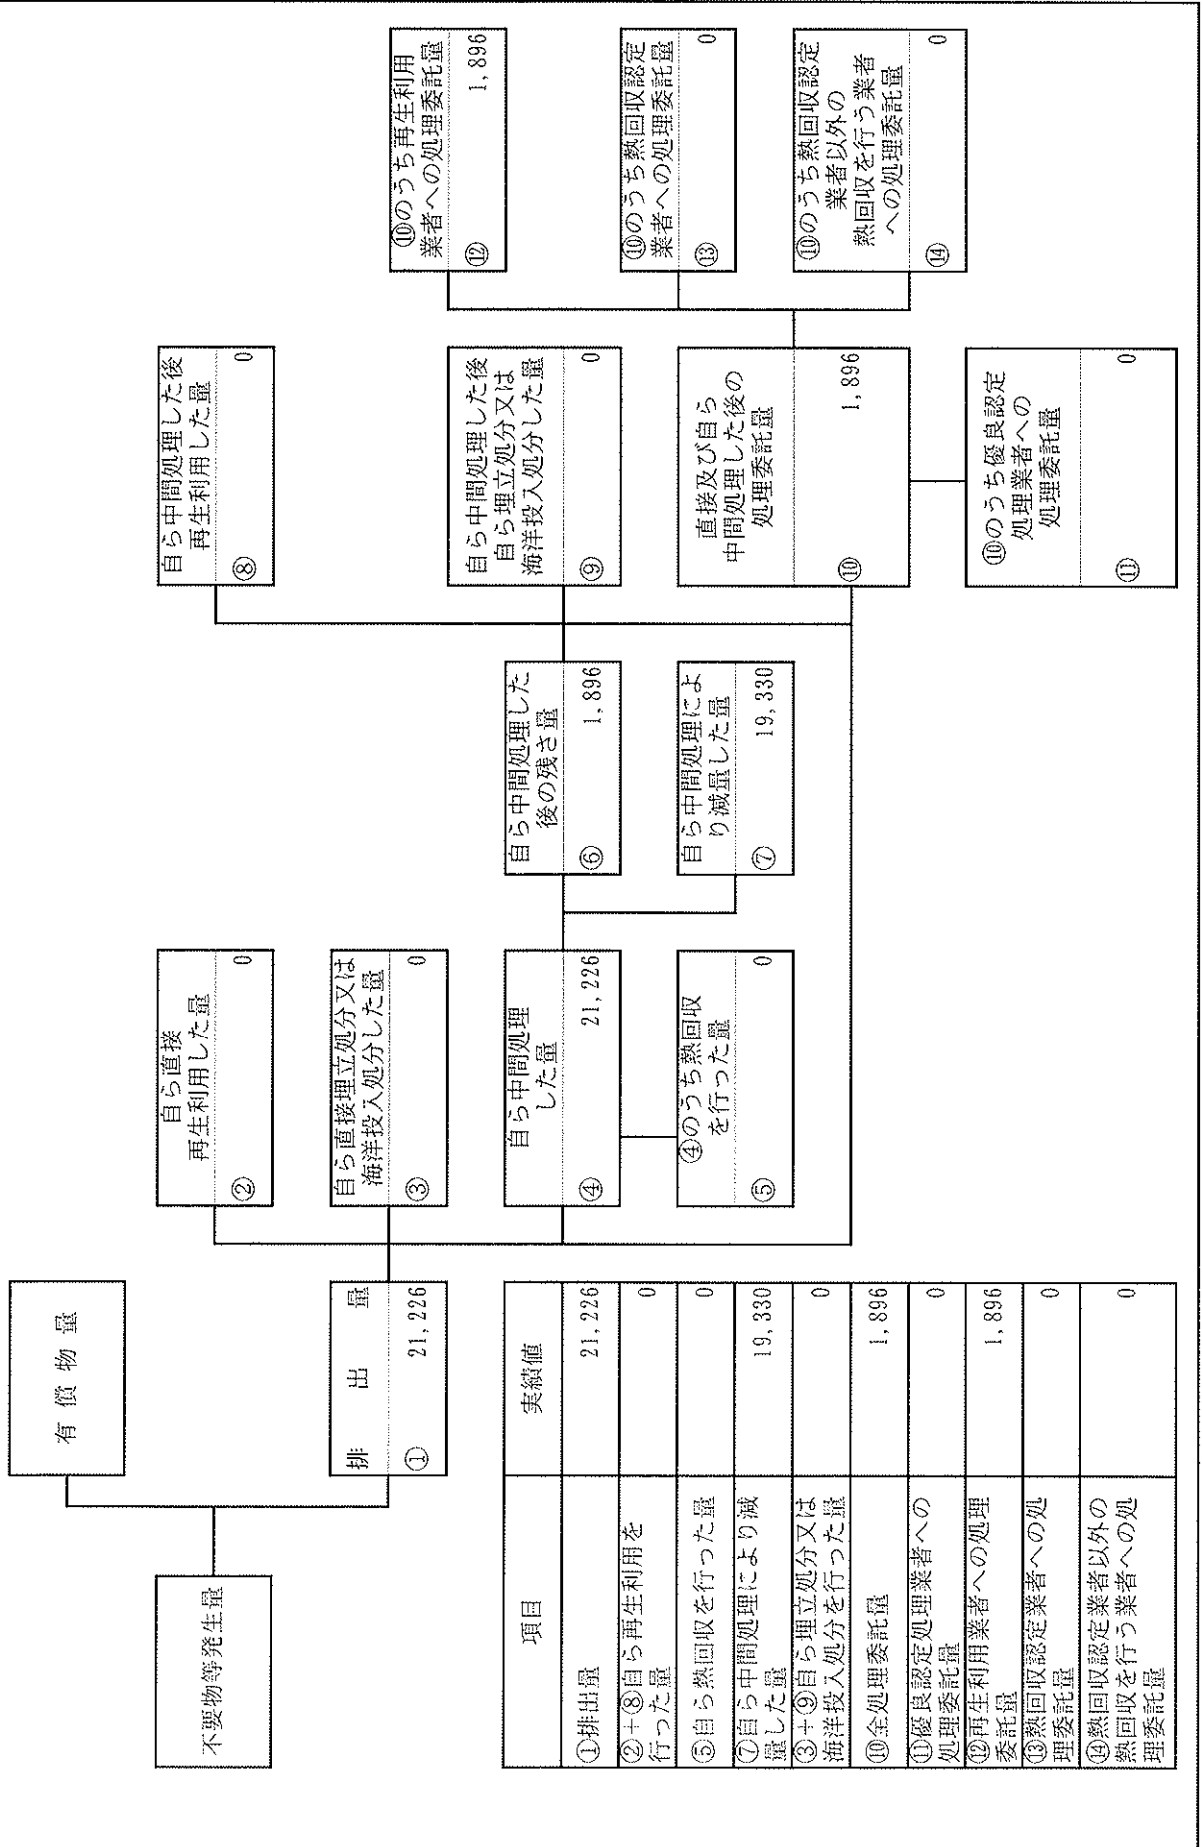 不要物等発生量
有償物量
排出量
① 21,226
自ら直接
再生利用した量
② 0
自ら直接埋立処分又は
海洋投入処分した量
③ 0
自ら中間処理
した量
④ 21,226
④のうち熱回収
を行った量
⑤ 0
自ら中間処理した
後の残さ量
⑥ 1,896
自ら中間処理によ
り減量した量
⑦ 19,330
自ら中間処理した後
再生利用した量
⑧ 0
自ら中間処理した後
自ら埋立処分又は
海洋投入処分した量
⑨ 0
直接及び自ら
中間処理した後の
処理委託量
⑩ 1,896
⑩のうち優良認定
処理業者への
処理委託量
⑪ 0
⑩のうち再生利用
業者への処理委託量
⑫ 1,896
⑩のうち熱回収認定
業者への処理委託量
⑬ 0
⑩のうち熱回収認定
業者以外の
熱回収を行う業者
への処理委託量
⑭ 0
項目 実績値
①排出量 21,226
②+⑧自ら再生利用を
行った量 0
⑤自ら熱回収を行った量 0
⑦自ら中間処理により減
量した量 19,330
③+⑨自ら埋立処分又は
海洋投入処分を行った量 0
⑩全処理委託量 1,896
⑪優良認定処理業者への
処理委託量 0
⑫再生利用業者への処理
委託量 1,896
⑬熱回収認定業者への処
理委託量 0
⑭熱回収認定業者以外の
熱回収を行う業者への処
理委託量 0